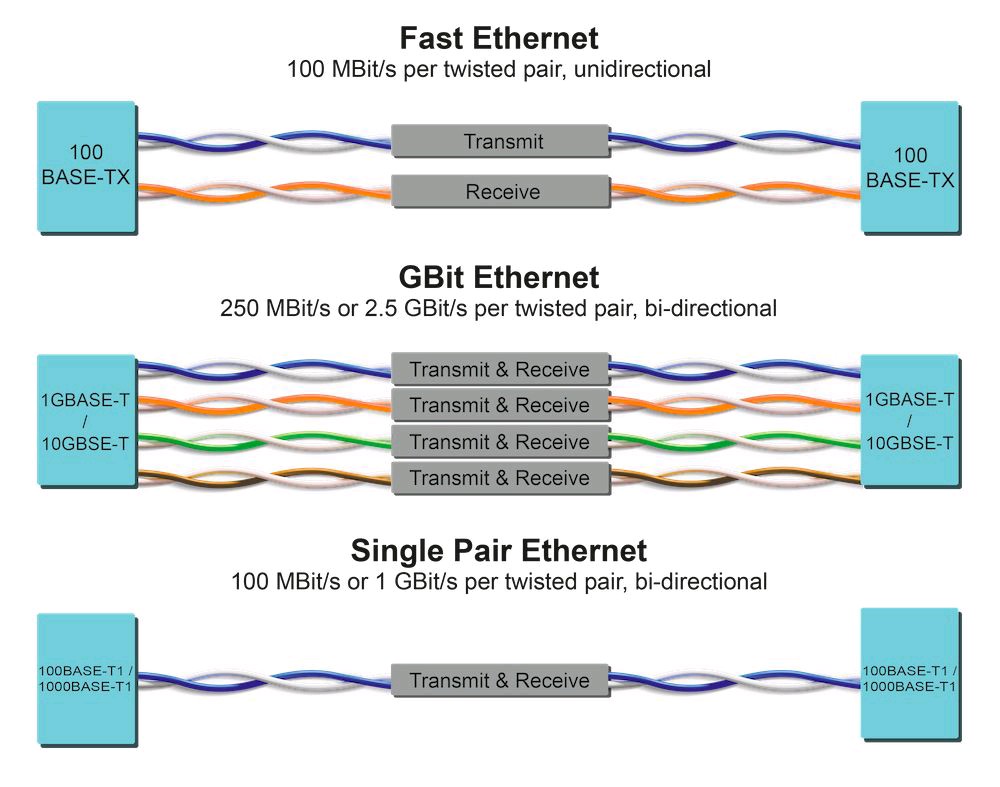 Fast Ethernet
100 MBit/s per twisted pair, unidirectional
100
BASE-TX
Transmit
Receive
100
BASE-TX
GBit Ethernet
250 MBit/s or 2.5 GBit/s per twisted pair, bi-directional
1GBASE-T
/
10GBSE-T
Transmit & Receive
Transmit & Receive
Transmit & Receive
Transmit & Receive
1GBASE-T
/
10GBSE-T
Single Pair Ethernet
100 MBit/s or 1 GBit/s per twisted pair, bi-directional
100BASE-T1 /
1000BASE-T1
Transmit & Receive
100BASE-T1 /
1000BASE-T1